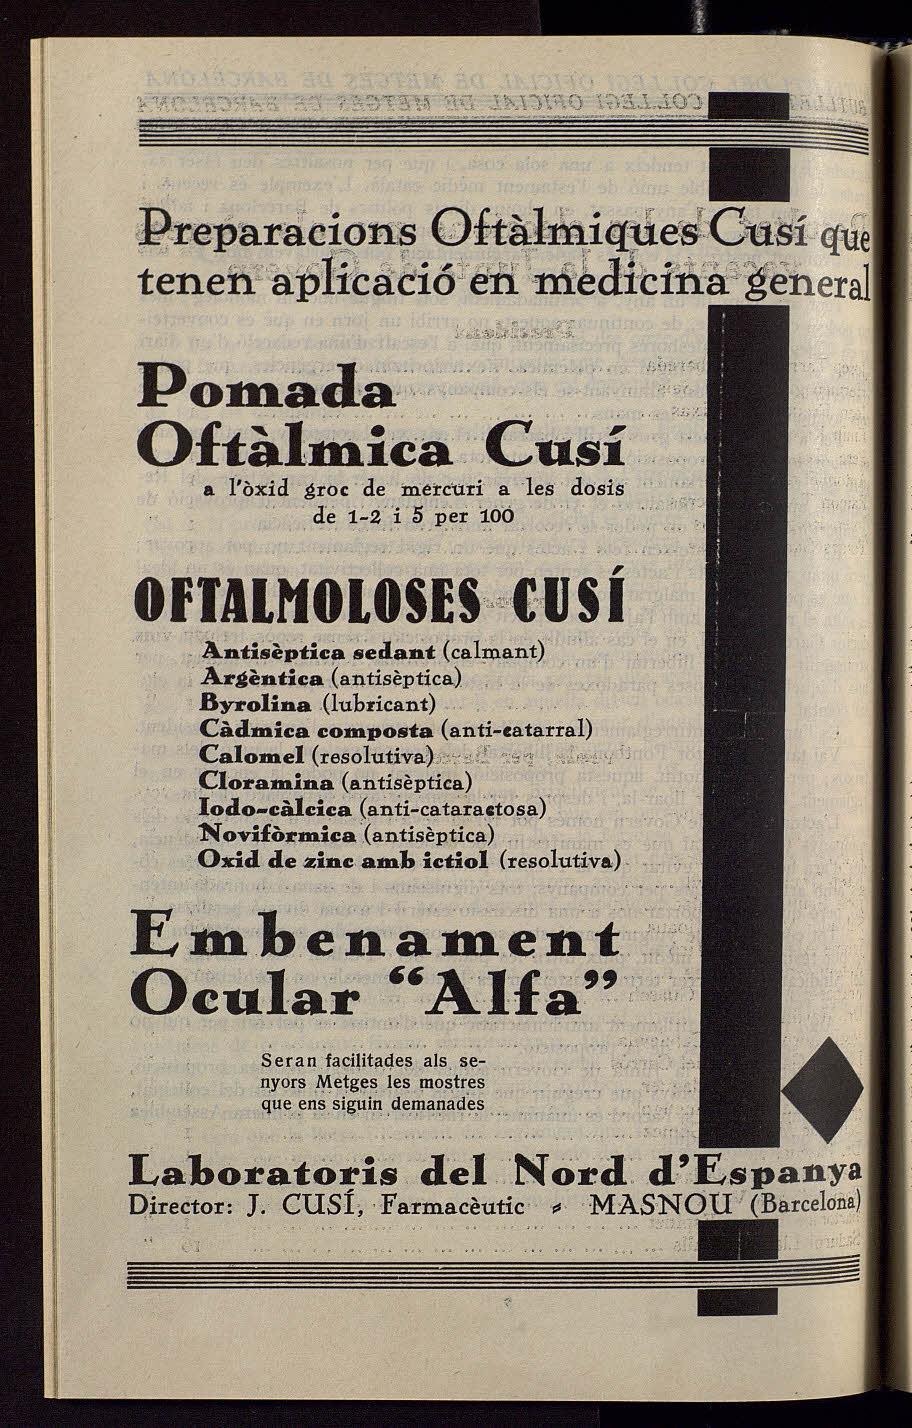 Preparacions Oftàlmiques Cusí que
tenen aplicació en medicina general
Pomada
Oftàlmica Cusí
a l'òxid groc de mercuri a les dosis
de 1-2 i 5 per 100
OFTALMOLOSES CUSÍ
Antisèptica sedant (calmant)
Argèntica (antisèptica)
Byrolina (lubricant)
Càdmica composta (anti-catarral)
Calomel (resolutiva)
Cloramina (antisèptica)
Iodo-càlcica (anti-cataractosa)
Novifòrmica (antisèptica)
Oxid de zinc amb ictiol (resolutiva)
Embenament
Ocular “Alfa”
Seran facilitades als se-
nyors Metges les mostres
que ens siguin demanades
Laboratoris del Nord d'Espanya
Director: J. CUSÍ, Farmacèutic - MASNOU (Barcelona)